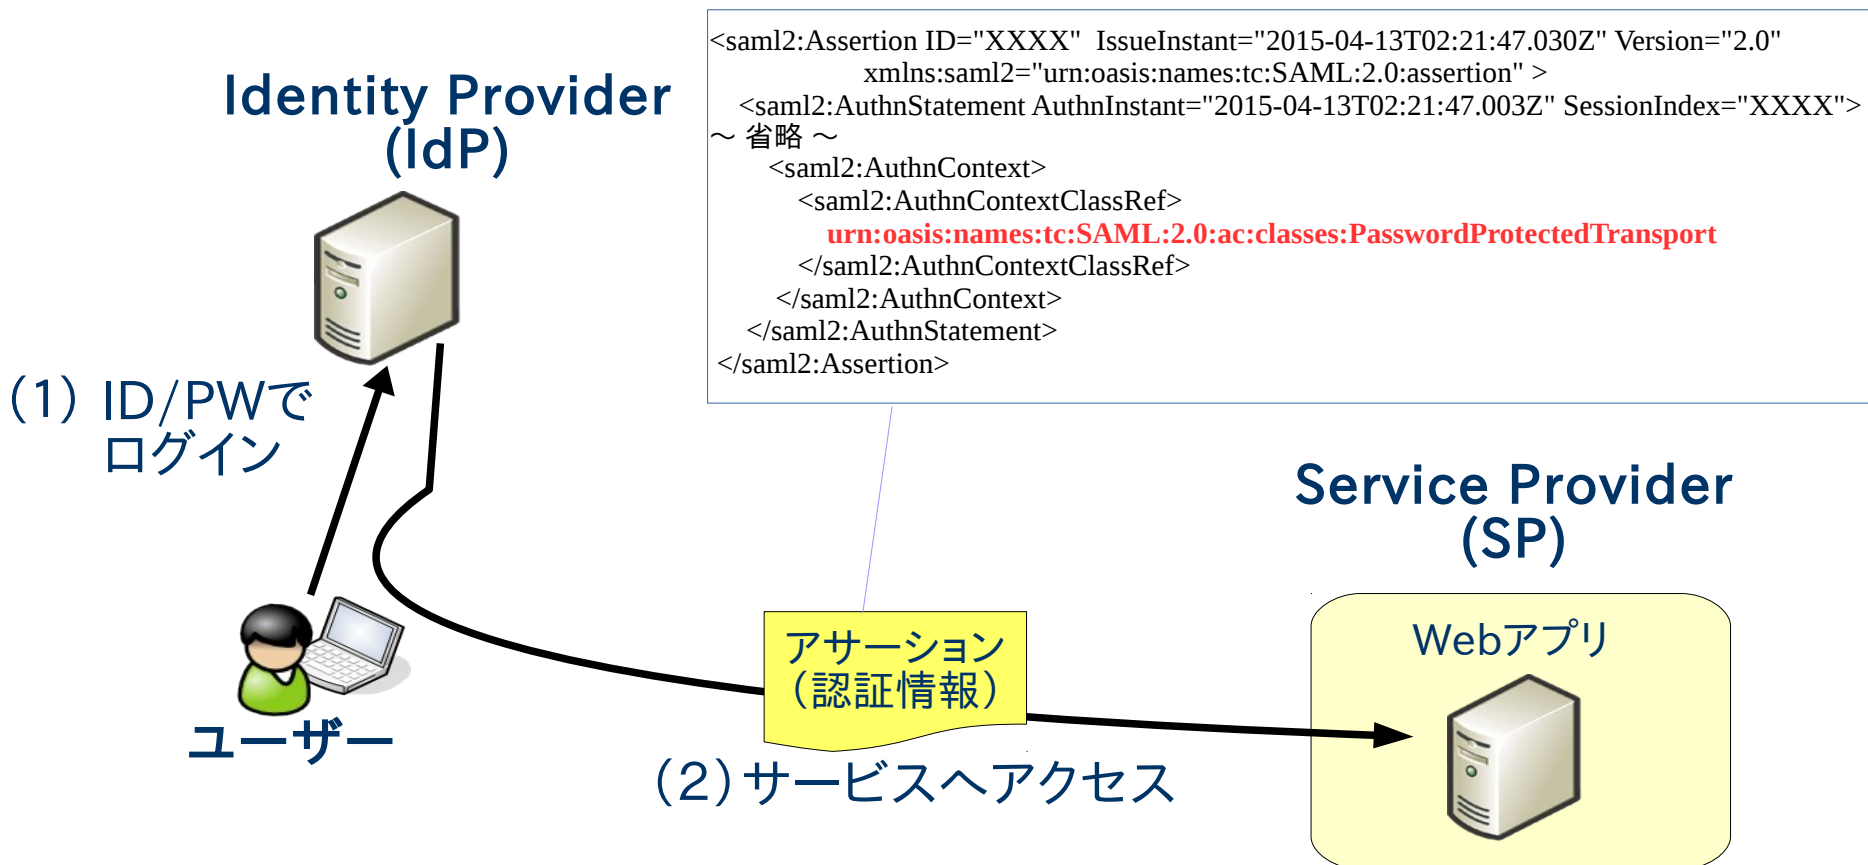 <saml2:Assertion ID="XXXX"  IssueInstant="2015-04-13T02:21:47.030Z" Version="2.0"
xmlns:saml2="urn:oasis:names:tc:SAML:2.0:assertion" >
<saml2:AuthnStatement AuthnInstant="2015-04-13T02:21:47.003Z" SessionIndex="XXXX">
～ 省略 ～
<saml2:AuthnContext>
<saml2:AuthnContextClassRef>
urn:oasis:names:tc:SAML:2.0:ac:classes:PasswordProtectedTransport
</saml2:AuthnContextClassRef>
</saml2:AuthnContext>
</saml2:AuthnStatement>
</saml2:Assertion>
Identity Provider
(IdP)
(1) ID/PWで
ログイン
ユーザー
アサーション
(認証情報)
(2)サービスへアクセス
Service Provider
(SP)
Webアプリ